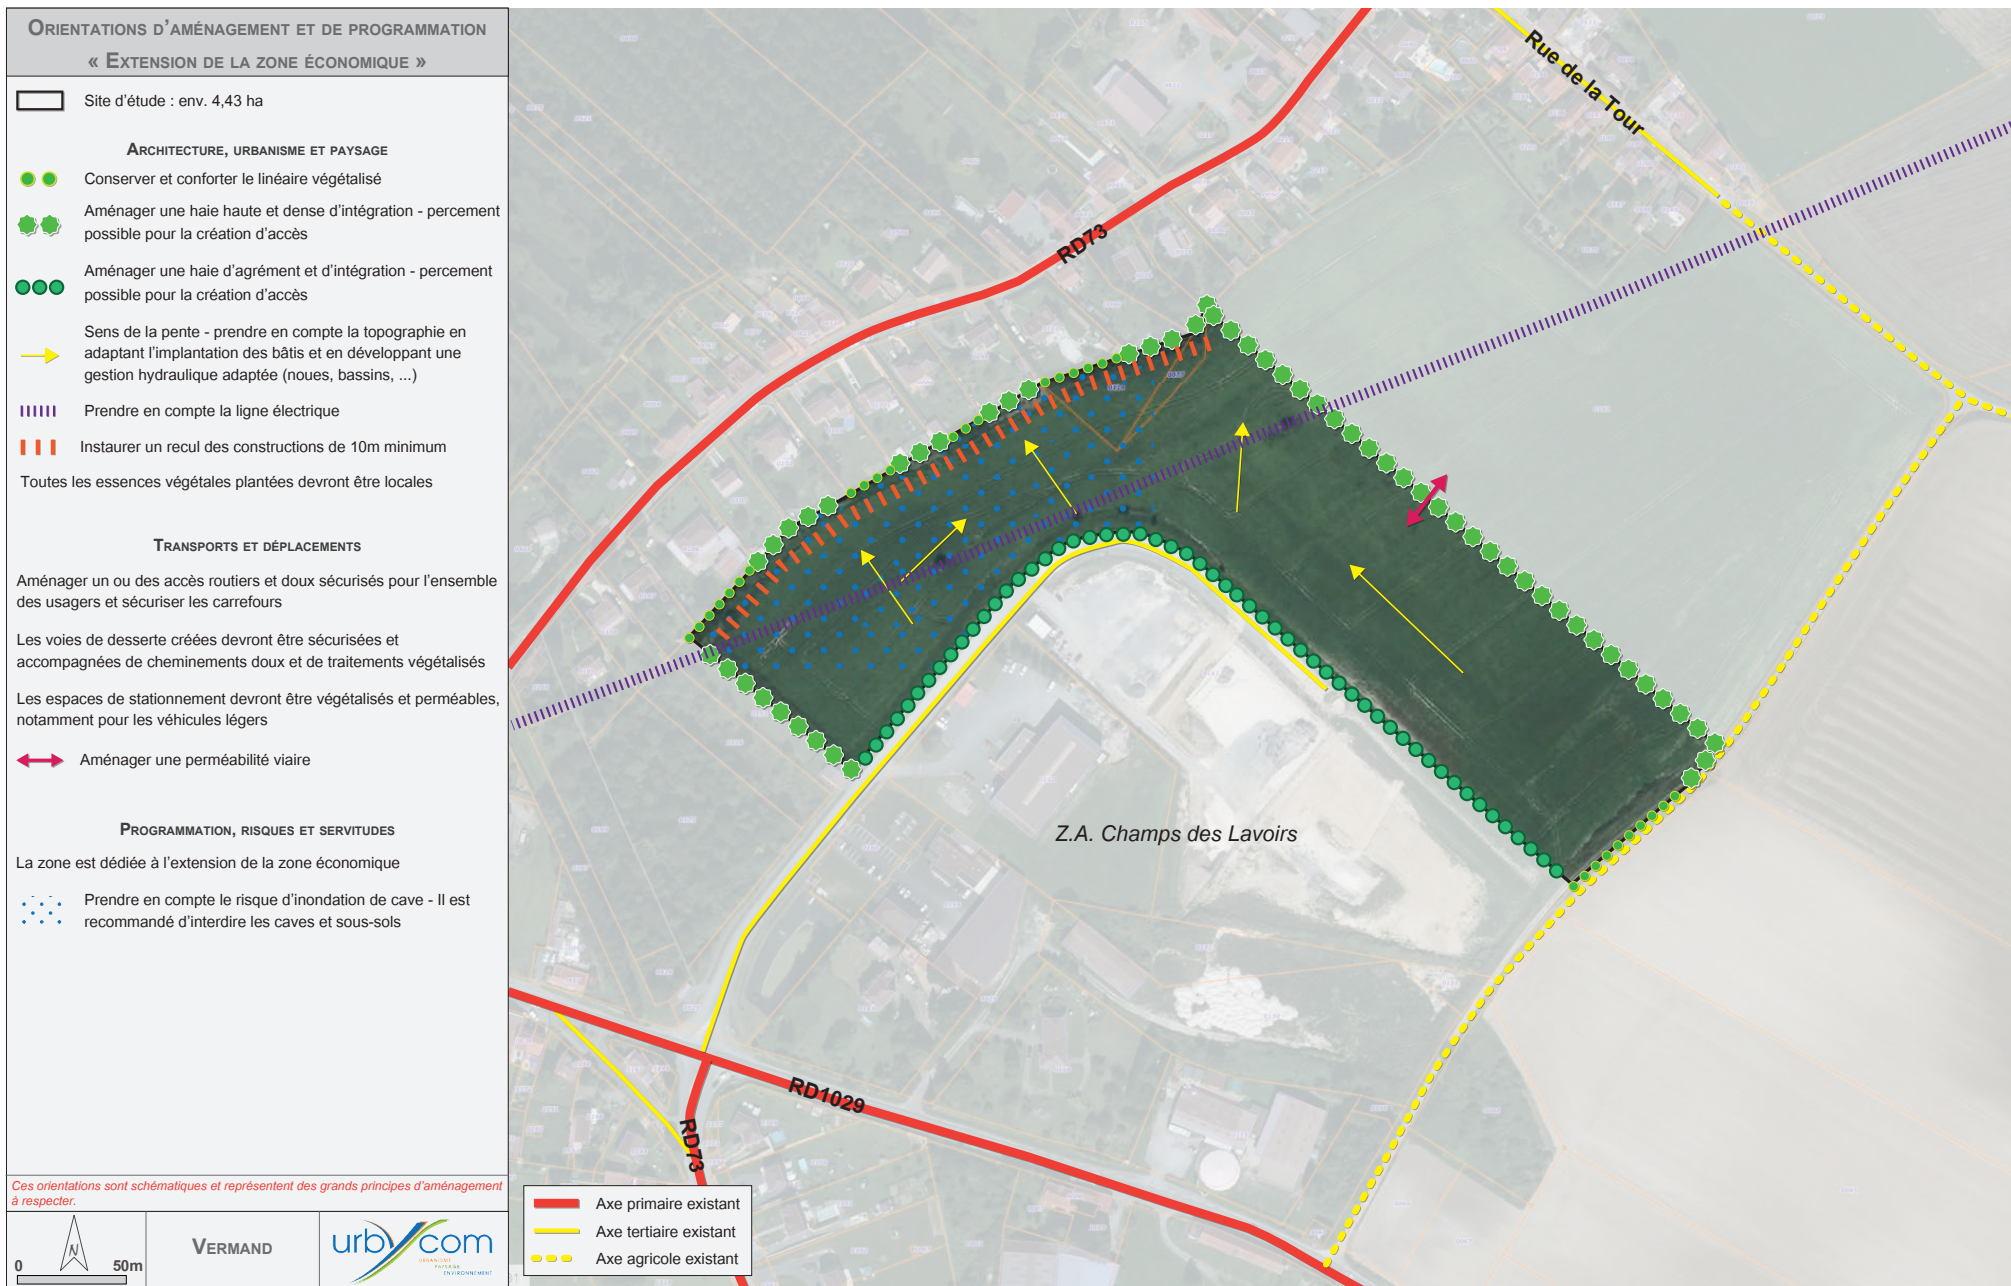 ORIENTATIONS D'AMÉNAGEMENT ET DE PROGRAMMATION
« EXTENSION DE LA ZONE ÉCONOMIQUE »
Site d'étude : env. 4,43 ha
ARCHITECTURE, URBANISME ET PAYSAGE
Conserver et conforter le linéaire végétalisé
Aménager une haie haute et dense d'intégration - percement
possible pour la création d'accès
Aménager une haie d'agrément et d'intégration - percement
possible pour la création d'accès
Sens de la pente - prendre en compte la topographie en
adaptant l'implantation des bâtis et en développant une
gestion hydraulique adaptée (noues, bassins, ...)
Prendre en compte la ligne électrique
Instaurer un recul des constructions de 10m minimum
Toutes les essences végétales plantées devront être locales
TRANSPORTS ET DÉPLACEMENTS
Aménager un ou des accès routiers et doux sécurisés pour l'ensemble
des usagers et sécuriser les carrefours
Les voies de desserte créées devront être sécurisées et
accompagnées de cheminements doux et de traitements végétalisés
Les espaces de stationnement devront être végétalisés et perméables,
notamment pour les véhicules légers
Aménager une perméabilité viaire
PROGRAMMATION, RISQUES ET SERVITUDES
La zone est dédiée à l'extension de la zone économique
Prendre en compte le risque d'inondation de cave - Il est
recommandé d'interdire les caves et sous-sols
Ces orientations sont schématiques et représentent des grands principes d'aménagement
à respecter.
N
0 50m
VERMAND
urbycom
URBANISME
PAYSAGE
ENVIRONNEMENT
Rue de la Tour
RD73
Z.A. Champs des Lavoirs
RD1029
RD73
Axe primaire existant
Axe tertiaire existant
Axe agricole existant